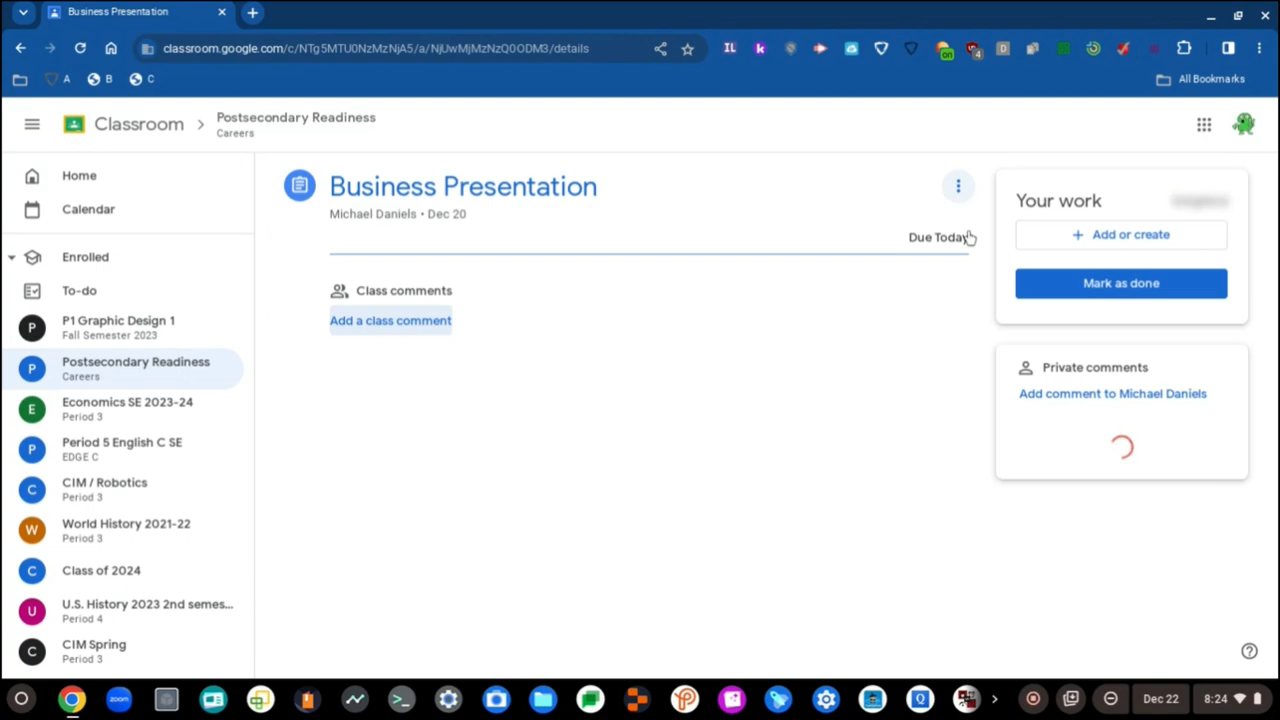 Business Presentation
classroom.google.com/c/NTg5MTU0NzMzNjA5/a/NjUwMjMzNzQ0ODM3/details
IL
k
on
4
D
A
B
C
All Bookmarks
Classroom
Postsecondary Readiness
Careers
Home
Calendar
Enrolled
To-do
P
P1 Graphic Design 1
Fall Semester 2023
P
Postsecondary Readiness
Careers
E
Economics SE 2023-24
Period 3
P
Period 5 English C SE
EDGE C
C
CIM / Robotics
Period 3
W
World History 2021-22
Period 3
C
Class of 2024
U
U.S. History 2023 2nd semes...
Period 4
C
CIM Spring
Period 3
Business Presentation
Michael Daniels • Dec 20
Due Today
Class comments
Add a class comment
Your work
+ Add or create
Mark as done
Private comments
Add comment to Michael Daniels
zoom
Q
Dec 22
8:24